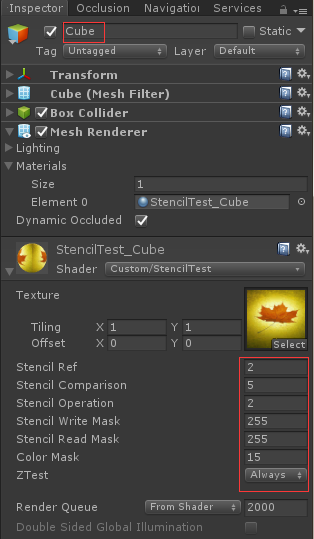 Inspector Occlusion Navigation Services
Cube Static
Tag Untagged Layer Default
Transform
Cube (Mesh Filter)
Box Collider
Mesh Renderer
Lighting
Materials
Size 1
Element 0 StencilTest_Cube
Dynamic Occluded
StencilTest_Cube
Shader Custom/StencilTest
Texture
Tiling X 1 Y 1
Offset X 0 Y 0
Select
Stencil Ref 2
Stencil Comparison 5
Stencil Operation 2
Stencil Write Mask 255
Stencil Read Mask 255
Color Mask 15
ZTest Always
Render Queue From Shader 2000
Double Sided Global Illumination